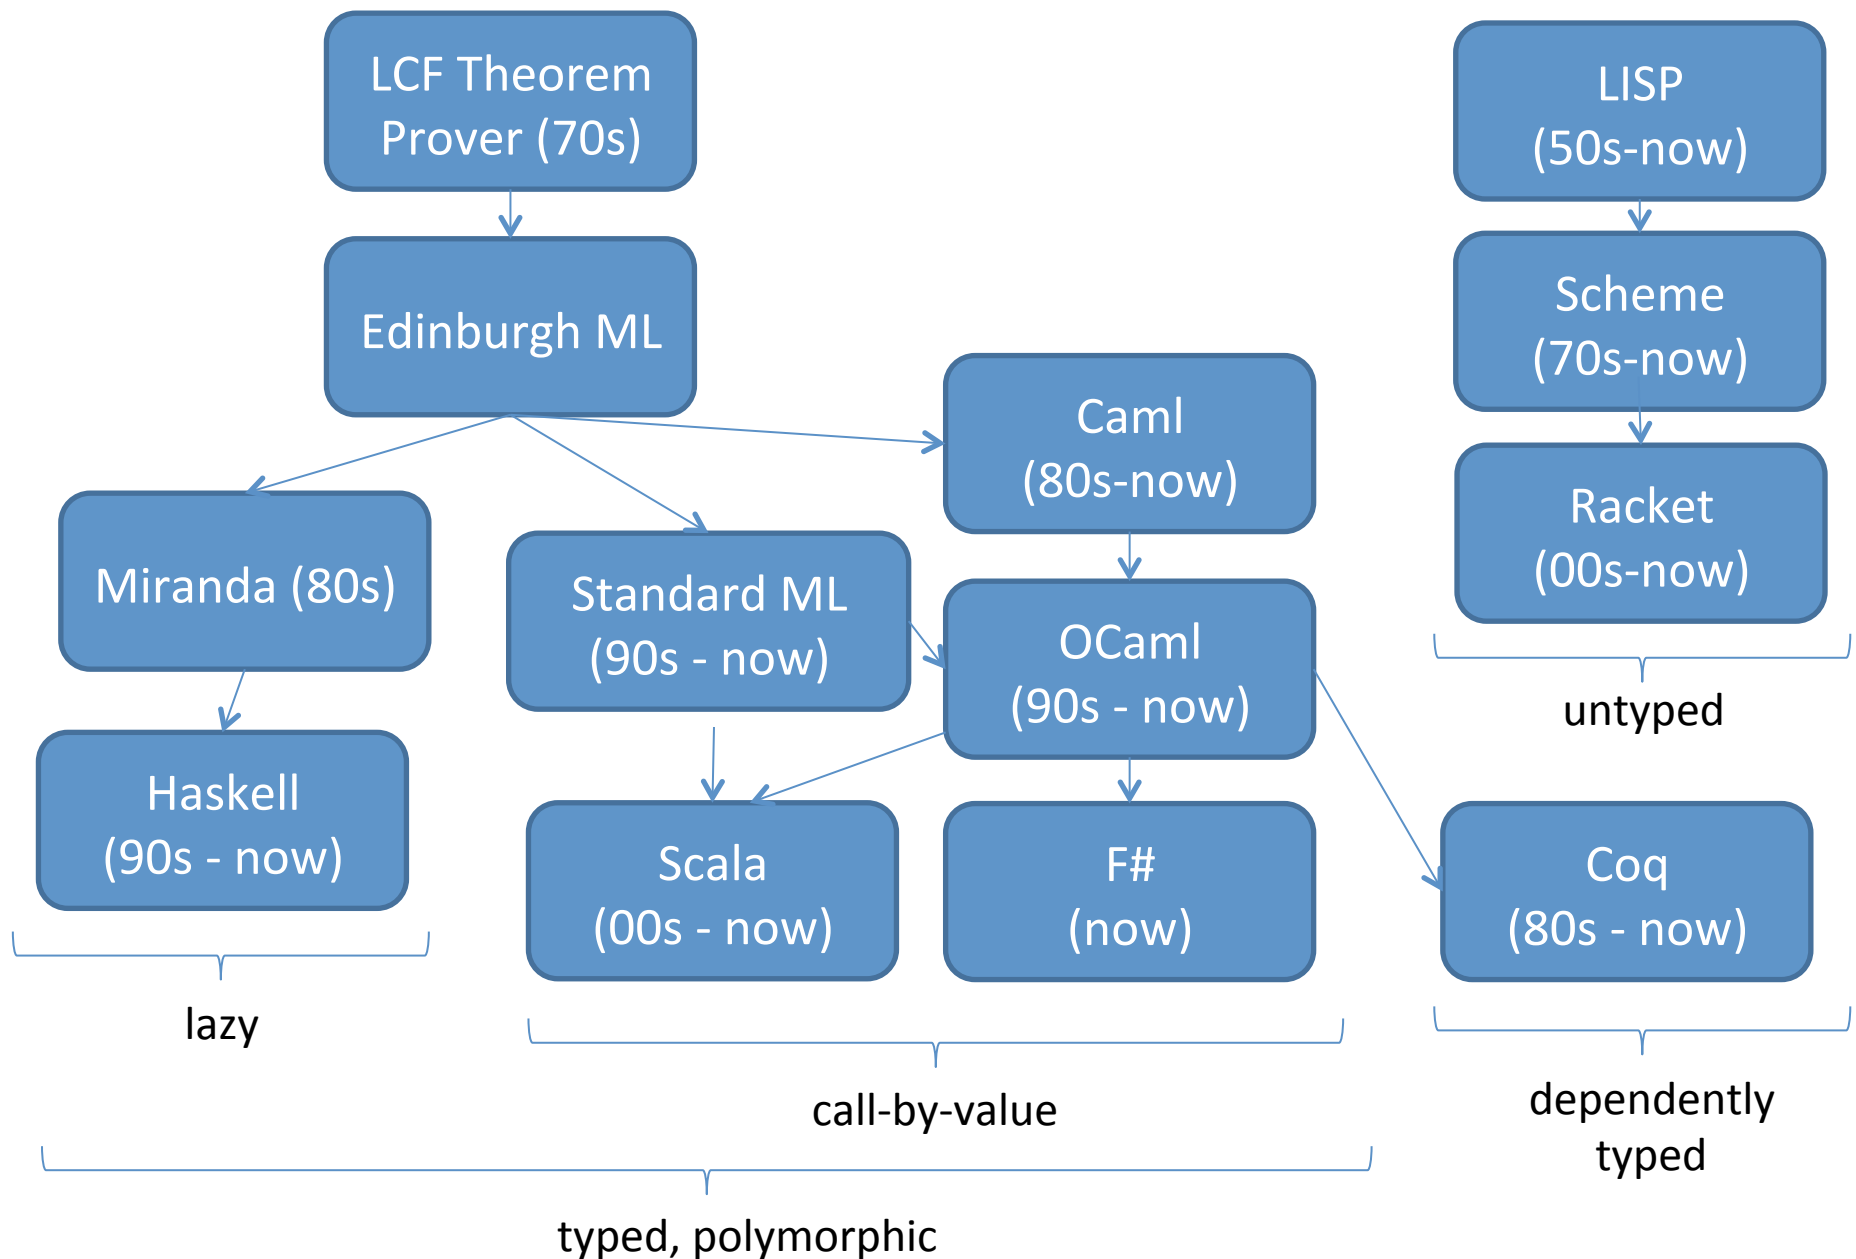 LCF Theorem
Prover (70s)
LISP
(50s-now)
Edinburgh ML
Scheme
(70s-now)
Caml
(80s-now)
Racket
(00s-now)
Miranda (80s)
Standard ML
(90s - now)
OCaml
(90s - now)
untyped
Haskell
(90s - now)
Scala
(00s - now)
F#
(now)
Coq
(80s - now)
lazy
call-by-value
dependently
typed
typed, polymorphic